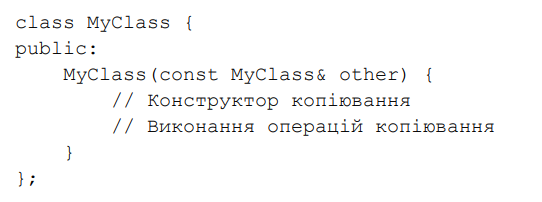 class MyClass {
public:
    MyClass(const MyClass& other) {
        // Конструктор копіювання
        // Виконання операцій копіювання
    }
};